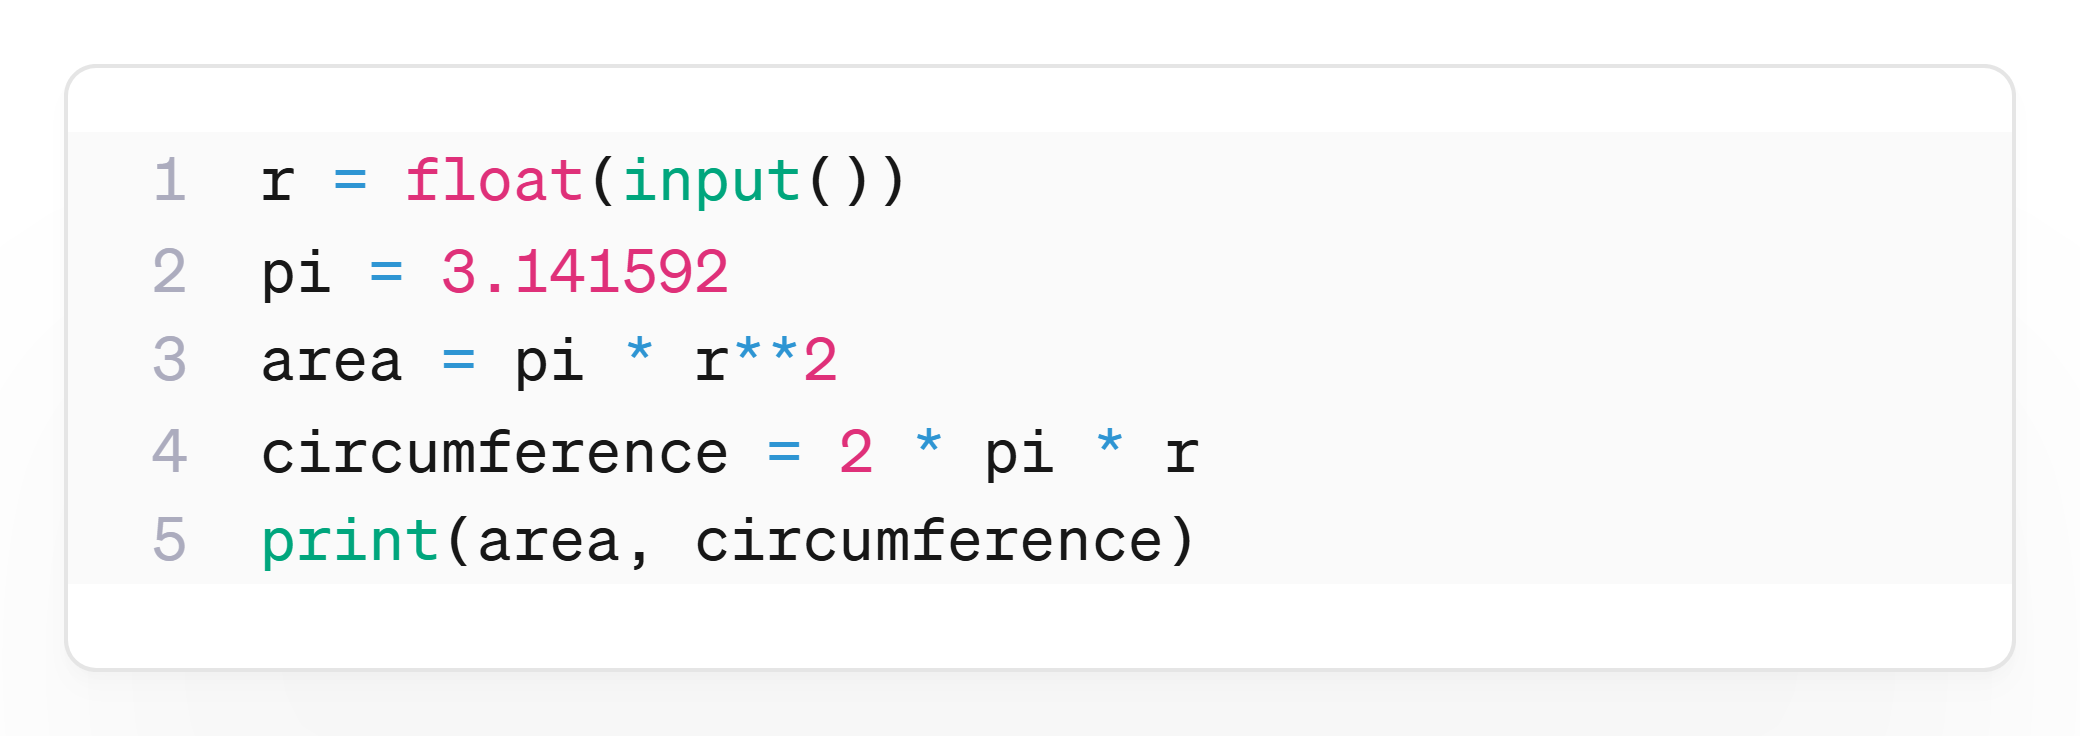 1 r = float(input())
2 pi = 3.141592
3 area = pi * r**2
4 circumference = 2 * pi * r
5 print(area, circumference)